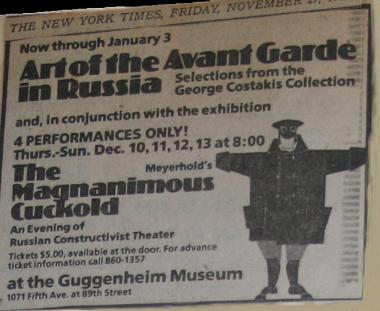 THE NEW YORK TIMES, FRIDAY, NOVEMBER 27,
Now through January 3
Art of the Avant Garde
in Russia
Selections from the
George Costakis Collection
and, in conjunction with the exhibition
4 PERFORMANCES ONLY!
Thurs.-Sun. Dec. 10, 11, 12, 13 at 8:00
The Meyerhold's
Magnanimous
Cuckold
An Evening of
Russian Constructivist Theater
Tickets $5.00, available at the door. For advance
ticket information call 860-1357
at the Guggenheim Museum
1071 Fifth Ave. at 89th Street